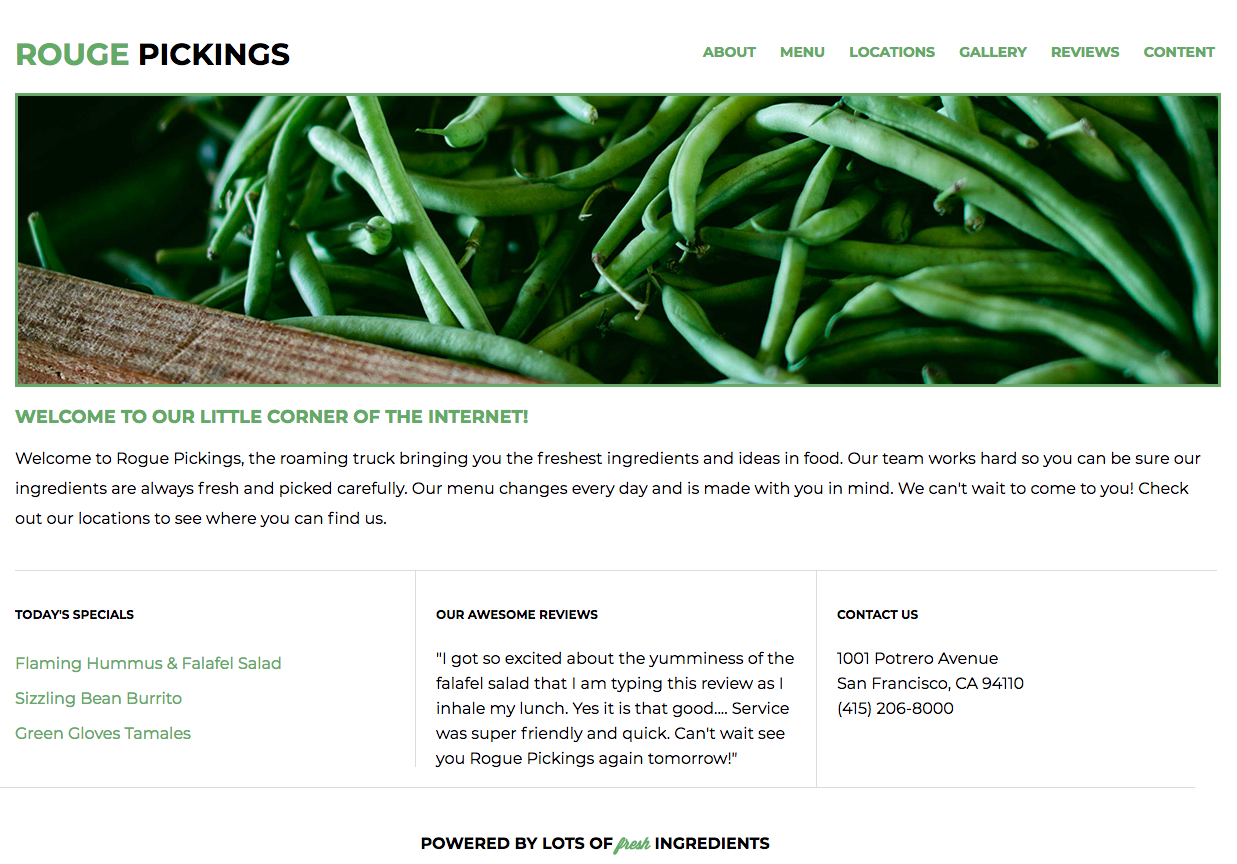 ROUGE PICKINGS
ABOUT MENU LOCATIONS GALLERY REVIEWS CONTENT
WELCOME TO OUR LITTLE CORNER OF THE INTERNET!
Welcome to Rogue Pickings, the roaming truck bringing you the freshest ingredients and ideas in food. Our team works hard so you can be sure our
ingredients are always fresh and picked carefully. Our menu changes every day and is made with you in mind. We can't wait to come to you! Check
out our locations to see where you can find us.
TODAY'S SPECIALS
Flaming Hummus & Falafel Salad
Sizzling Bean Burrito
Green Gloves Tamales
OUR AWESOME REVIEWS
"I got so excited about the yumminess of the
falafel salad that I am typing this review as I
inhale my lunch. Yes it is that good.... Service
was super friendly and quick. Can't wait see
you Rogue Pickings again tomorrow!"
CONTACT US
1001 Potrero Avenue
San Francisco, CA 94110
(415) 206-8000
POWERED BY LOTS OF fresh INGREDIENTS